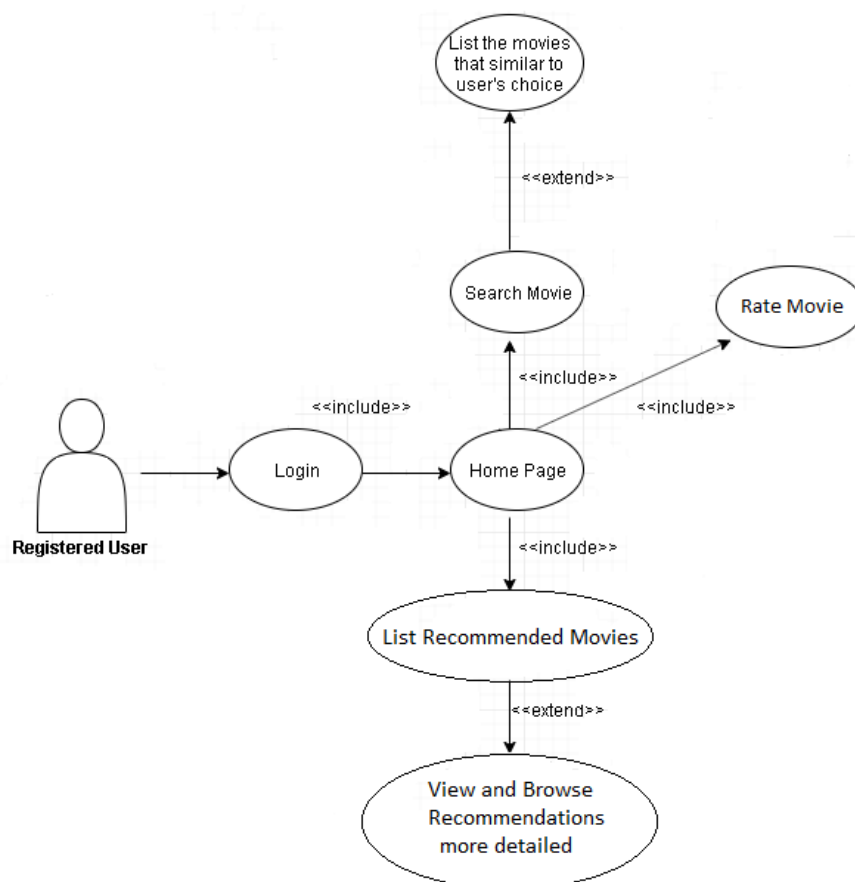 List the movies
that similar to
user's choice
<<extend>>
Search Movie
Rate Movie
<<include>>
<<include>>
<<include>>
Login
Home Page
Registered User
<<include>>
List Recommended Movies
<<extend>>
View and Browse
Recommendations
more detailed